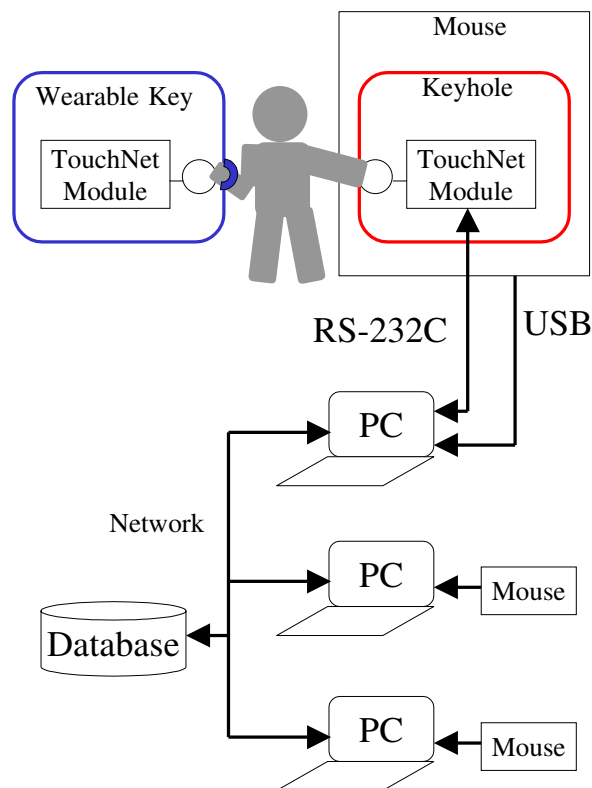 Mouse
Wearable Key
Keyhole
TouchNet
Module
TouchNet
Module
RS-232C
USB
PC
Network
PC
Mouse
Database
PC
Mouse